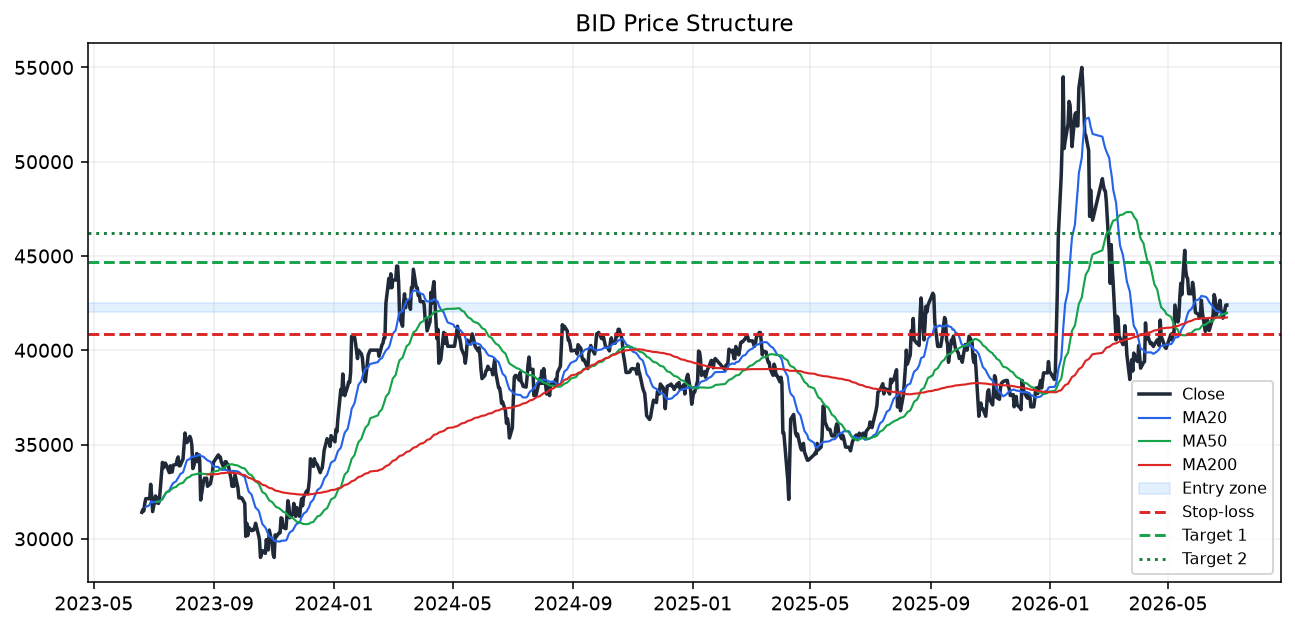 BID Price Structure
55000
50000
45000
40000
35000
30000
2023-05
2023-09
2024-01
2024-05
2024-09
2025-01
2025-05
2025-09
2026-01
2026-05
Close
MA20
MA50
MA200
Entry zone
Stop-loss
Target 1
Target 2